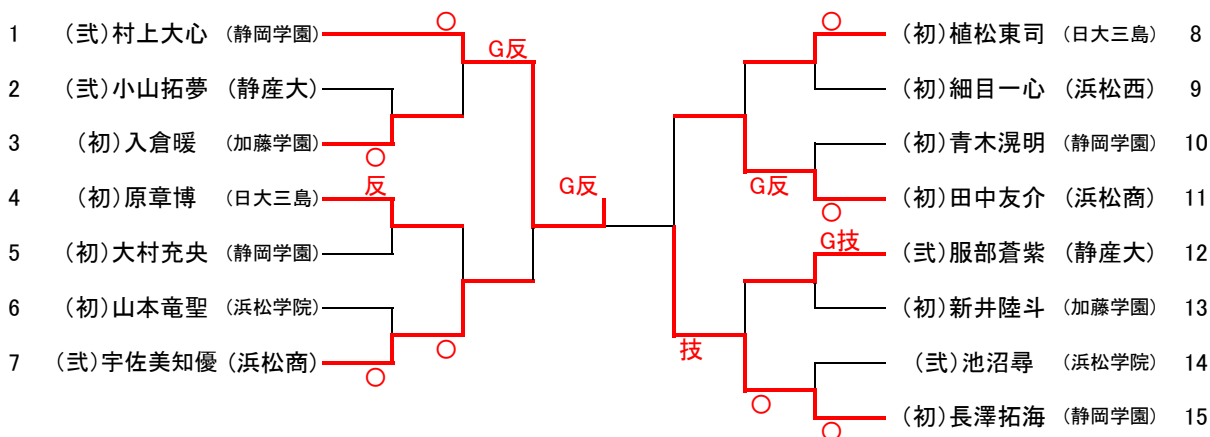 1 (弐)村上大心 (静岡学園)
2 (弐)小山拓夢 (静産大)
3 (初)入倉暖 (加藤学園)
4 (初)原章博 (日大三島)
5 (初)大村充央 (静岡学園)
6 (初)山本竜聖 (浜松学院)
7 (弐)宇佐美知優 (浜松商)
○
G反
○
反
○
○
G反
(初)植松東司 (日大三島) 8
(初)細目一心 (浜松西) 9
(初)青木滉明 (静岡学園) 10
(初)田中友介 (浜松商) 11
(弐)服部蒼紫 (静産大) 12
(初)新井陸斗 (加藤学園) 13
(弐)池沼尋 (浜松学院) 14
(初)長澤拓海 (静岡学園) 15
○
G反
○
G技
技
○
○